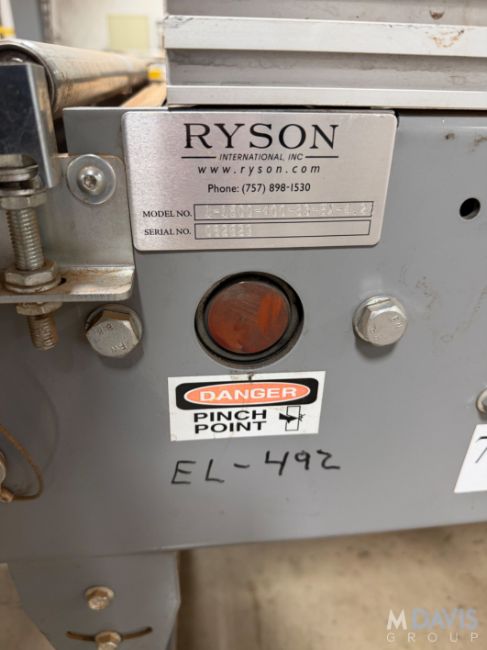 RYSON
INTERNATIONAL, INC
www.ryson.com
Phone: (757) 898-1530
MODEL NO.
SERIAL NO.
DANGER
PINCH
POINT
EL-492
M DAVIS
GROUP